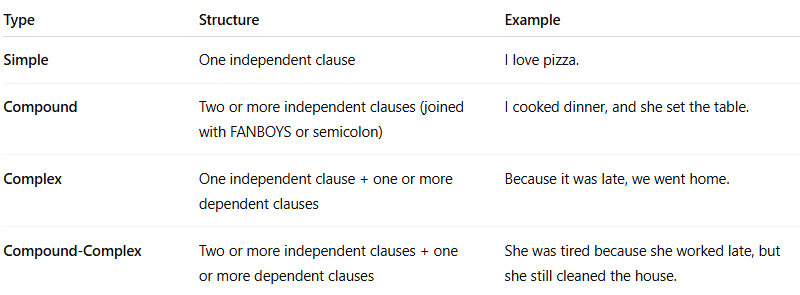 Type Structure Example
Simple One independent clause I love pizza.
Compound Two or more independent clauses (joined with FANBOYS or semicolon) I cooked dinner, and she set the table.
Complex One independent clause + one or more dependent clauses Because it was late, we went home.
Compound-Complex Two or more independent clauses + one or more dependent clauses She was tired because she worked late, but she still cleaned the house.